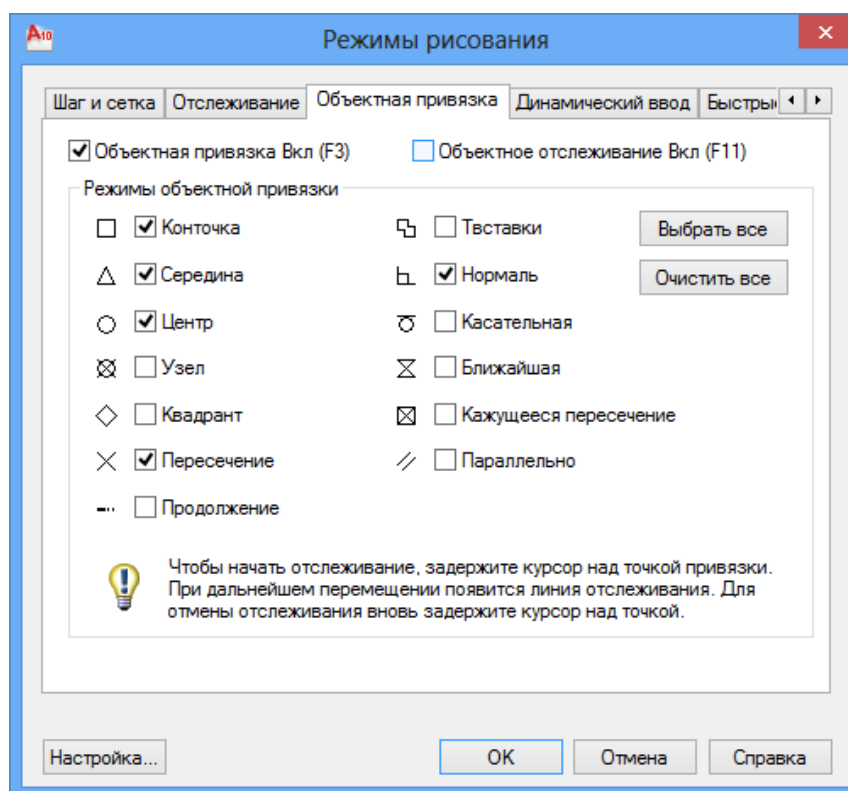 A10
Режимы рисования
Шаг и сетка Отслеживание Объектная привязка Динамический ввод Быстры
Объектная привязка Вкл (F3) Объектное отслеживание Вкл (F11)
Режимы объектной привязки
Конточка Твставки Выбрать все
Середина Нормаль Очистить все
Центр Касательная
Узел Ближайшая
Квадрант Кажущееся пересечение
Пересечение Параллельно
Продолжение
Чтобы начать отслеживание, задержите курсор над точкой привязки.
При дальнейшем перемещении появится линия отслеживания. Для
отмены отслеживания вновь задержите курсор над точкой.
Настройка... OK Отмена Справка